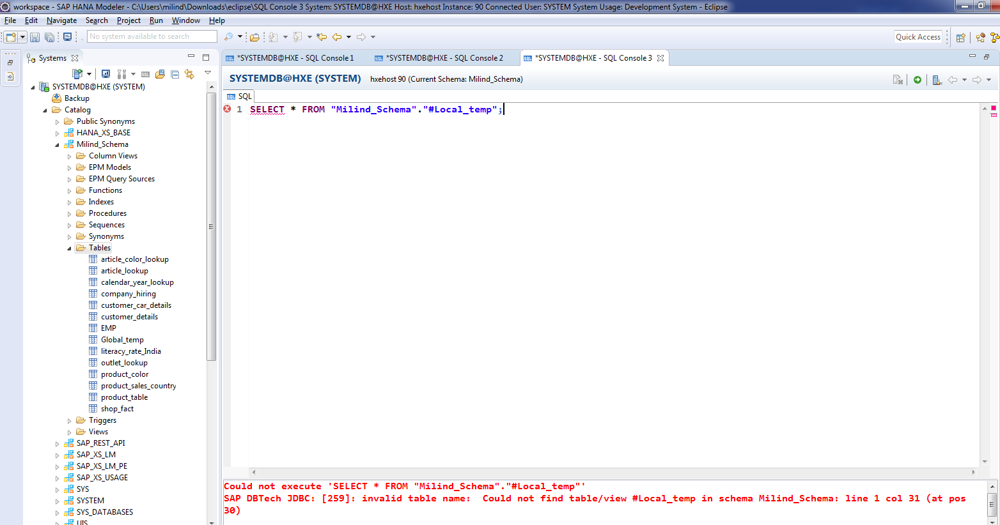 workspace - SAP HANA Modeler - C:\Users\milind\Downloads\eclipse\SQL Console 3 System: SYSTEMDB@HXE Host: hxehost Instance: 90 Connected User: SYSTEM System Usage: Development System - Eclipse
File Edit Navigate Search Project Run Window Help
No system available to search
Quick Access
Systems
*SYSTEMDB@HXE - SQL Console 1
*SYSTEMDB@HXE - SQL Console 2
*SYSTEMDB@HXE - SQL Console 3
SYSTEMDB@HXE (SYSTEM)
Backup
Catalog
Public Synonyms
HANA_XS_BASE
Milind_Schema
Column Views
EPM Models
EPM Query Sources
Functions
Indexes
Procedures
Sequences
Synonyms
Tables
article_color_lookup
article_lookup
calendar_year_lookup
company_hiring
customer_car_details
customer_details
EMP
Global_temp
literacy_rate_India
outlet_lookup
product_color
product_sales_country
product_table
shop_fact
Triggers
Views
SAP_REST_API
SAP_XS_LM
SAP_XS_LM_PE
SAP_XS_USAGE
SYS
SYSTEM
SYS_DATABASES
UIS
SYSTEMDB@HXE (SYSTEM) hxehost 90 (Current Schema: Milind_Schema)
SQL SQL
1 SELECT * FROM "Milind_Schema"."#Local_temp";
Could not execute 'SELECT * FROM "Milind_Schema"."#Local_temp"'
SAP DBTech JDBC: [259]: invalid table name:  Could not find table/view #Local_temp in schema Milind_Schema: line 1 col 31 (at pos
30)